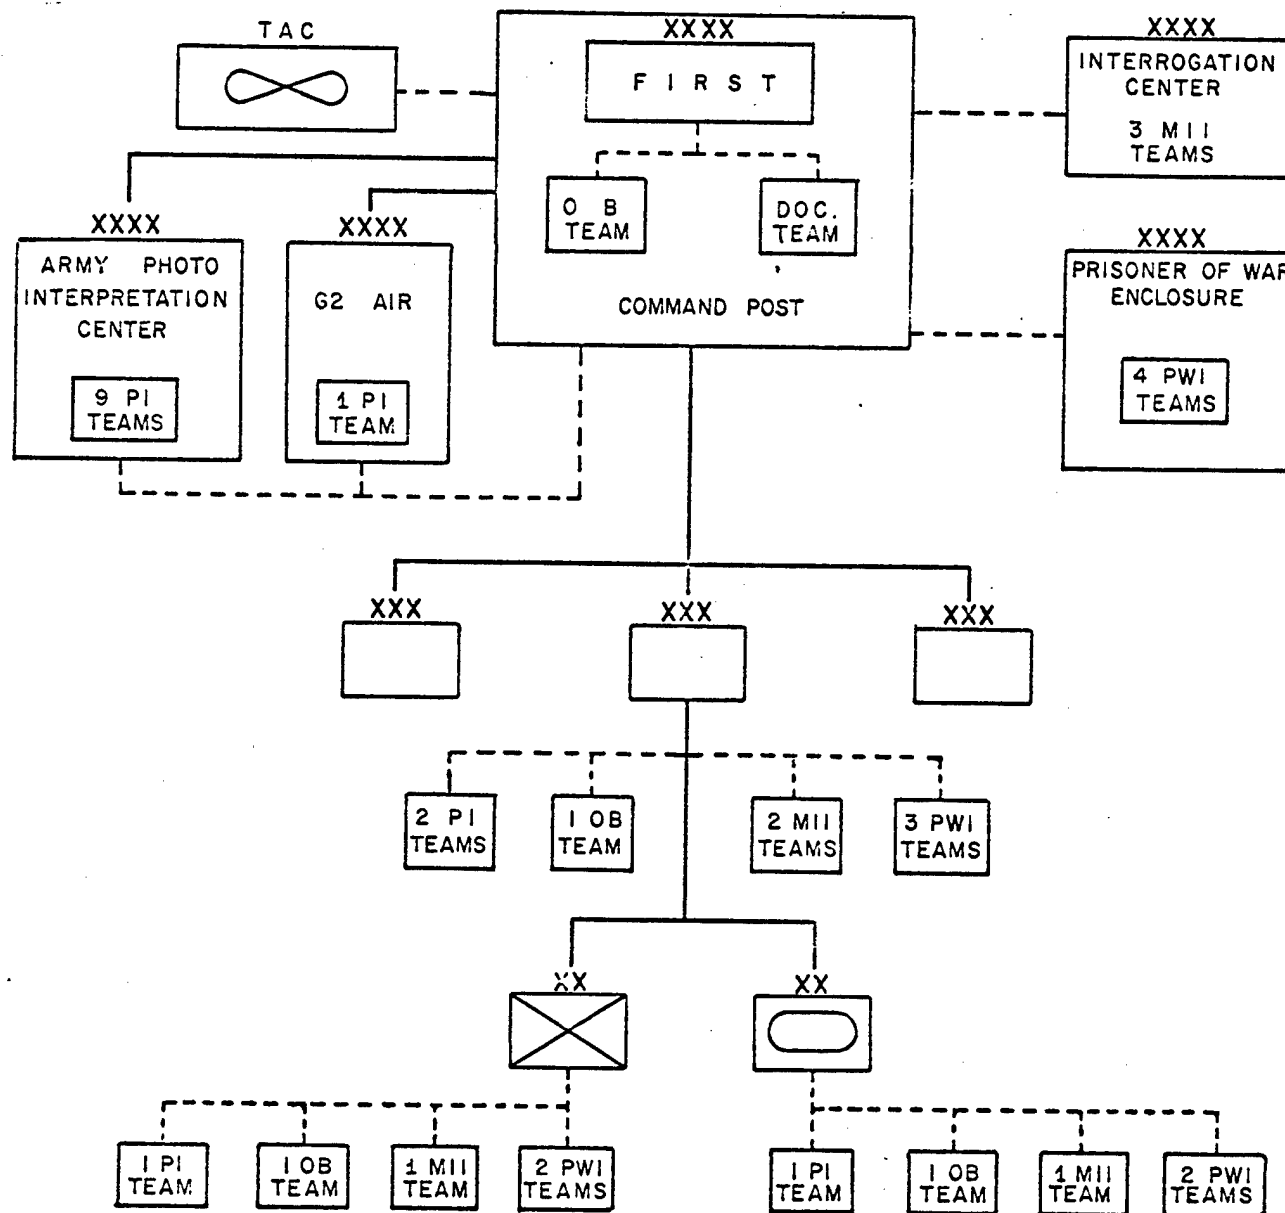 TAC
XXXX
FIRST
O B
TEAM
DOC.
TEAM
COMMAND POST
XXXX
INTERROGATION
CENTER
3 MII
TEAMS
XXXX
ARMY PHOTO
INTERPRETATION
CENTER
9 PI
TEAMS
XXXX
G2 AIR
1 PI
TEAM
XXXX
PRISONER OF WAR
ENCLOSURE
4 PWI
TEAMS
XXX
XXX
XXX
2 PI
TEAMS
1 OB
TEAM
2 MII
TEAMS
3 PWI
TEAMS
XX
XX
1 PI
TEAM
1 OB
TEAM
1 MII
TEAM
2 PWI
TEAMS
1 PI
TEAM
1 OB
TEAM
1 MII
TEAM
2 PWI
TEAMS